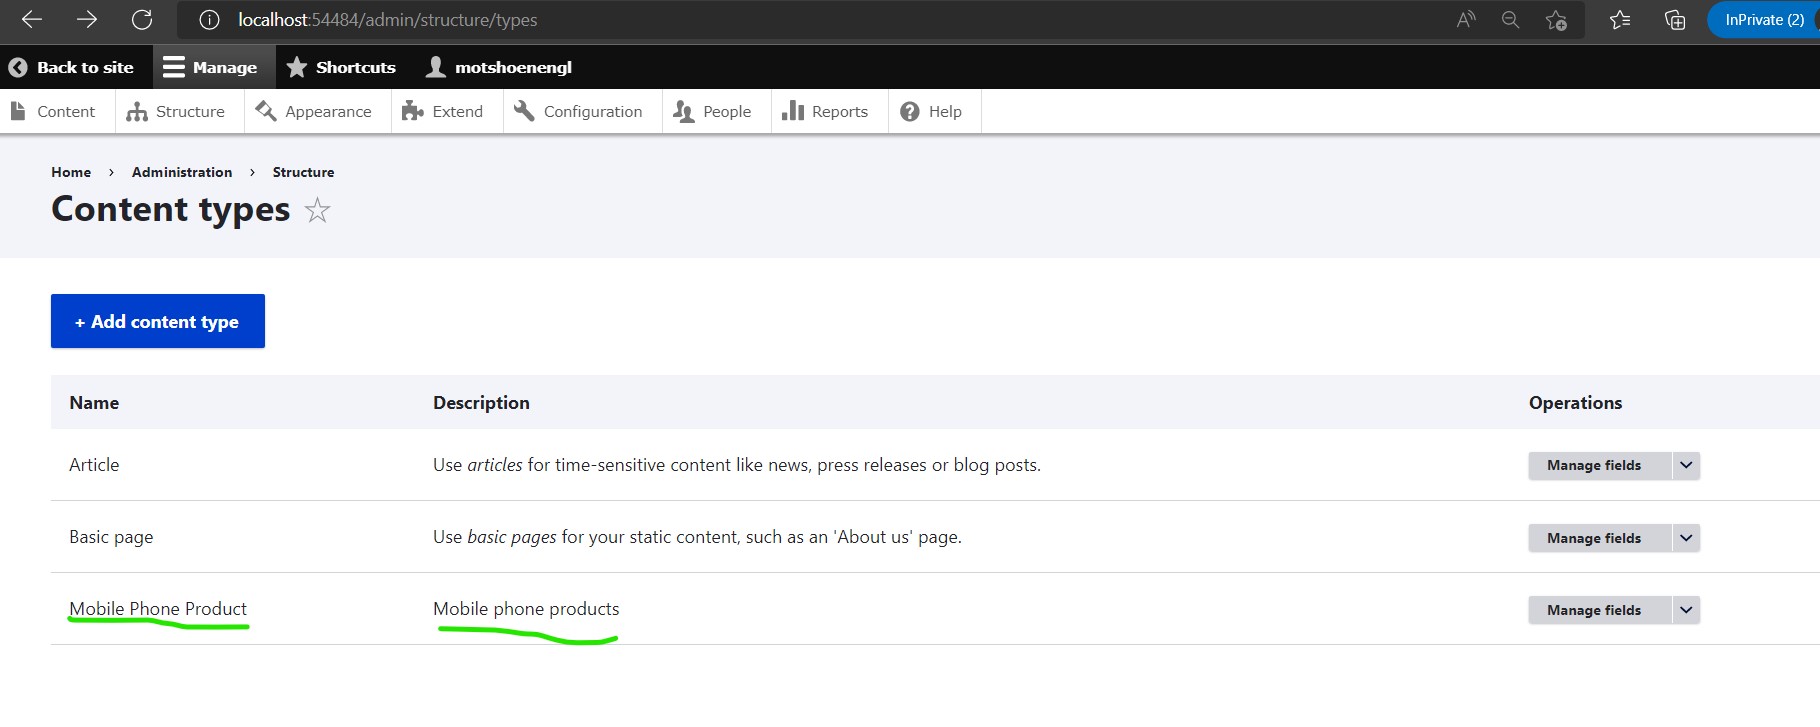 localhost:54484/admin/structure/types
InPrivate (2)
Back to site Manage Shortcuts motshoenengl
Content Structure Appearance Extend Configuration People Reports Help
Home › Administration › Structure
Content types
+ Add content type
Name Description Operations
Article Use articles for time-sensitive content like news, press releases or blog posts. Manage fields
Basic page Use basic pages for your static content, such as an 'About us' page. Manage fields
Mobile Phone Product Mobile phone products Manage fields